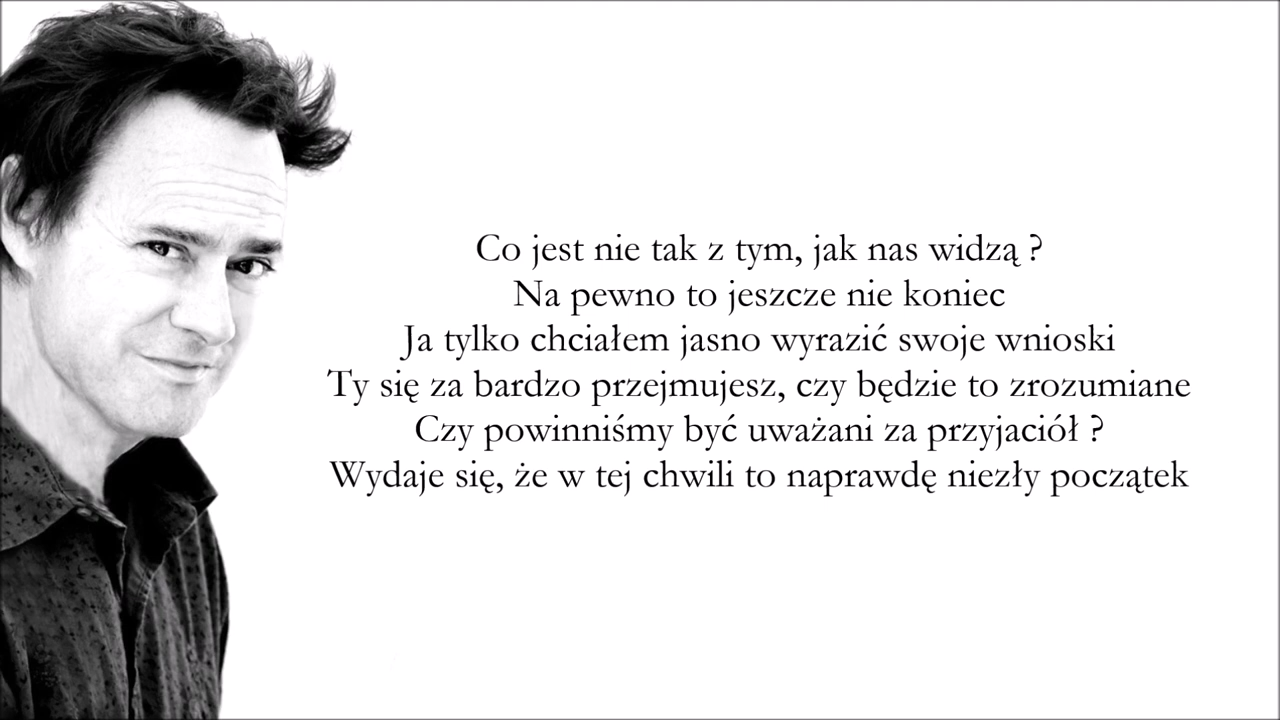 Co jest nie tak z tym, jak nas widzą ?
Na pewno to jeszcze nie koniec
Ja tylko chciałem jasno wyrazić swoje wnioski
Ty się za bardzo przejmujesz, czy będzie to zrozumiane
Czy powinniśmy być uważani za przyjaciół ?
Wydaje się, że w tej chwili to naprawdę niezły początek